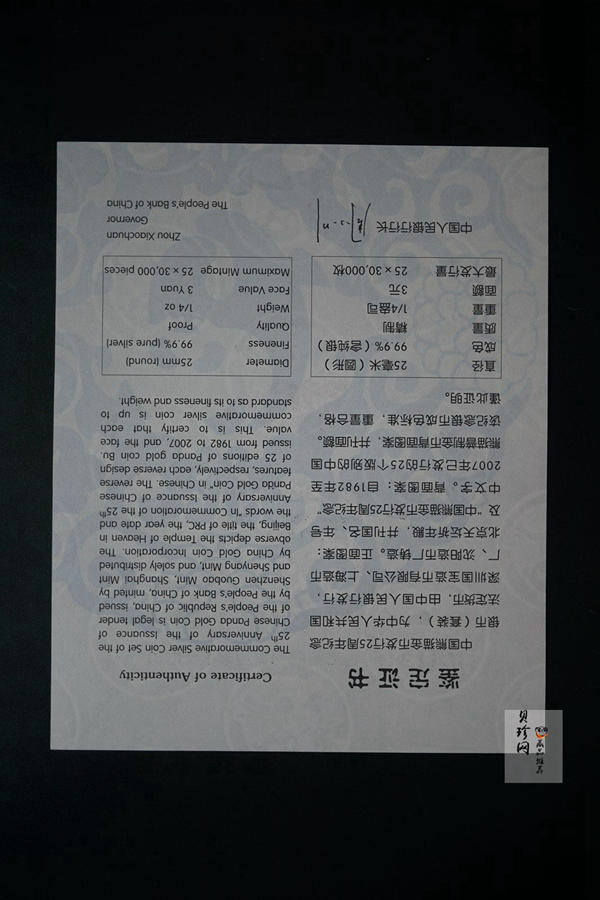 鉴定证书
中国熊猫金币发行25周年纪念
银币（套装），为中华人民共和国
法定货币，由中国人民银行发行，
深圳国宝造币有限公司、上海造币
厂、沈阳造币厂铸造。正面图案：
北京天坛祈年殿，并刊国名、年号
及“中国熊猫金币发行25周年纪念”
中文字。背面图案：自1982年至
2007年已发行的25个版别的中国
熊猫普制金币背面图案，并刊面额。
该纪念银币成色标准，重量合格，
谨此证明。
直径 25毫米（圆形）
成色 99.9%（含纯银）
质量 精制
重量 1/4盎司
面额 3元
最大发行量 25×30,000枚
中国人民银行行长
Certificate of Authenticity
The Commemorative Silver Coin Set of the
25th Anniversary of the Issuance of
Chinese Panda Gold Coin is legal tender
of the People's Republic of China, issued
by the People's Bank of China, minted by
Shenzhen Guobao Mint, Shanghai Mint
and Shenyang Mint, and solely distributed
by China Gold Coin Incorporation. The
obverse depicts the Temple of Heaven in
Beijing, the title of PRC, the year date and
the words "In Commemoration of the 25th
Anniversary of the Issuance of Chinese
Panda Gold Coin" in Chinese. The reverse
features, respectively, each reverse design
of 25 editions of Panda gold coin Bu.
issued from 1982 to 2007, and the face
value. This is to certify that each
commemorative silver coin is up to
standard as to its fineness and weight.
Diameter 25mm (round)
Fineness 99.9% (pure silver)
Quality Proof
Weight 1/4 oz
Face Value 3 Yuan
Maximum Mintage 25×30,000 pieces
Zhou Xiaochuan
Governor
The People's Bank of China
贝珍网